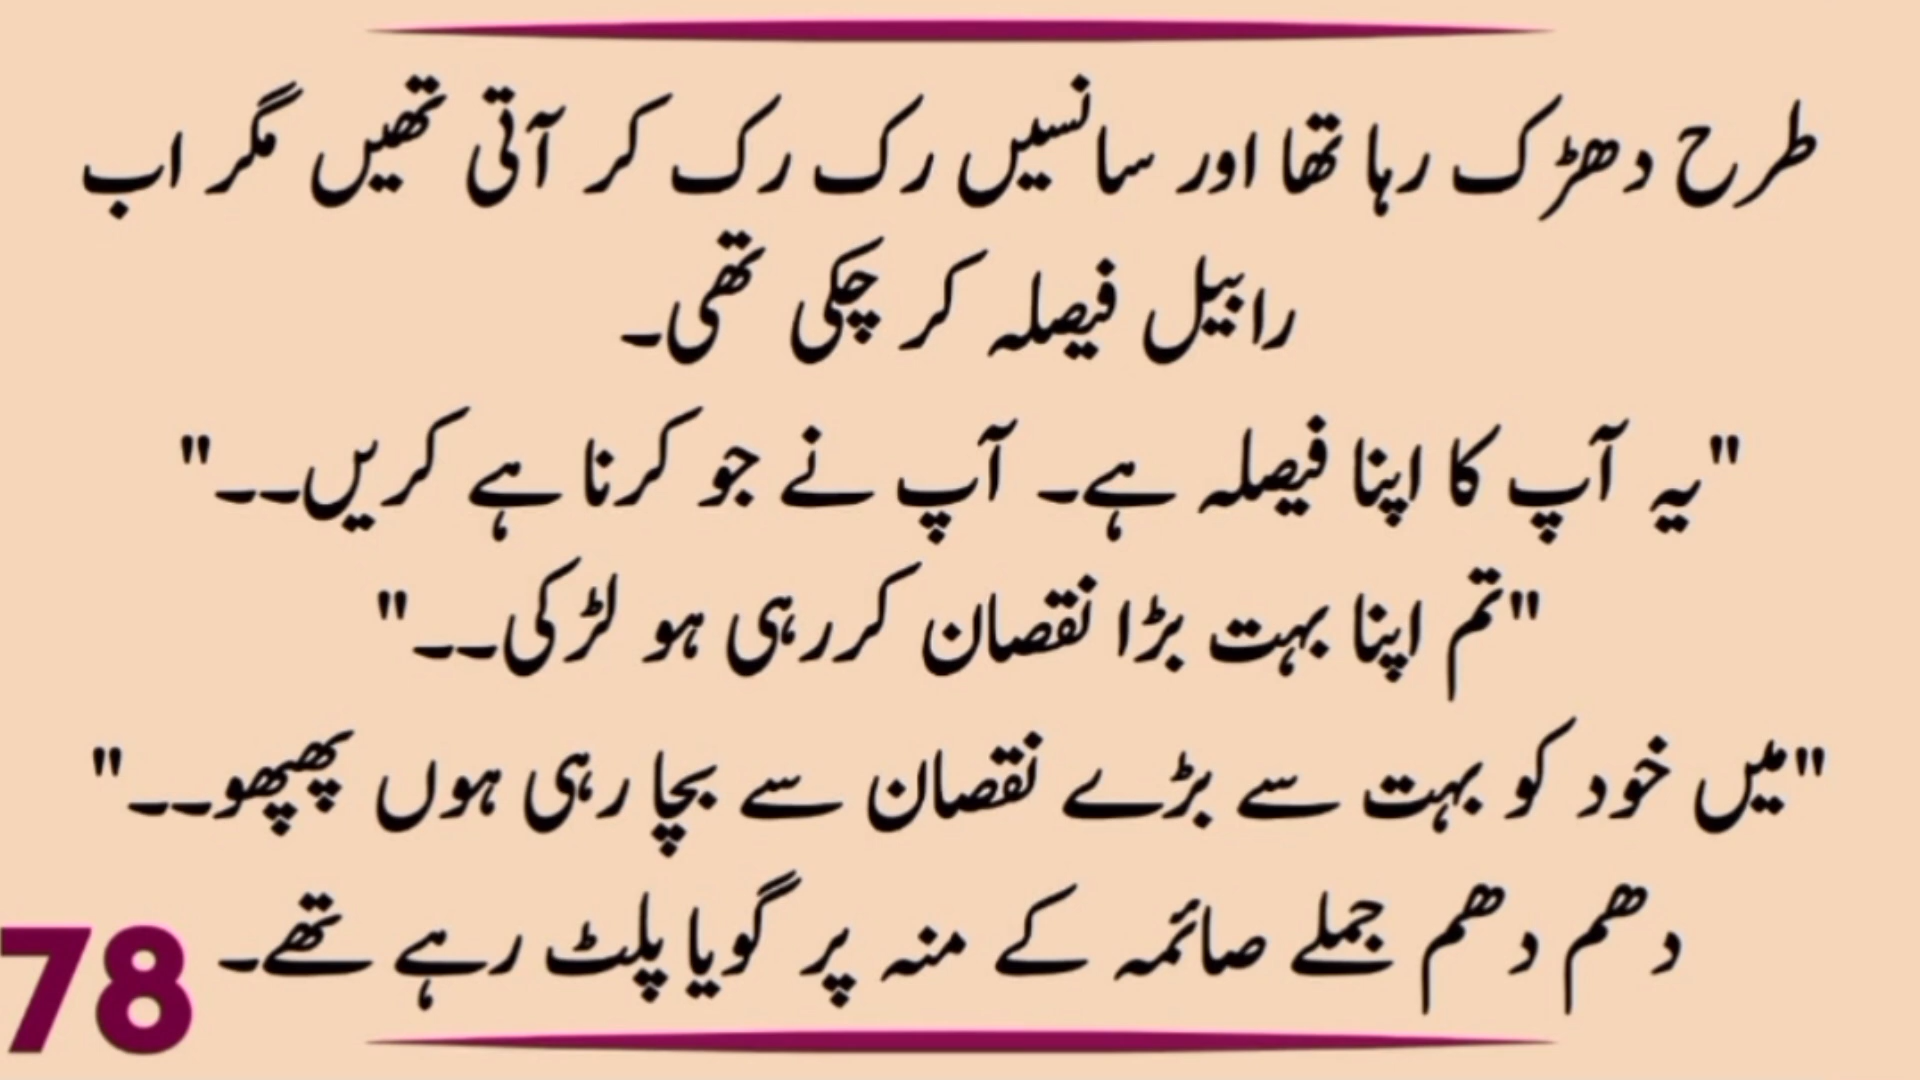 طرح دھڑک رہا تھا اور سانسیں رک رک کر آتی تھیں مگر اب
رابیل فیصلہ کر چکی تھی۔
"یہ آپ کا اپنا فیصلہ ہے۔ آپ نے جو کرنا ہے کریں۔۔"
"تم اپنا بہت بڑا نقصان کررہی ہو لڑکی۔۔"
"میں خود کو بہت سے بڑے نقصان سے بچا رہی ہوں پھپھو۔۔"
دھم دھم جملے صائمہ کے منہ پر گویا پلٹ رہے تھے۔
78